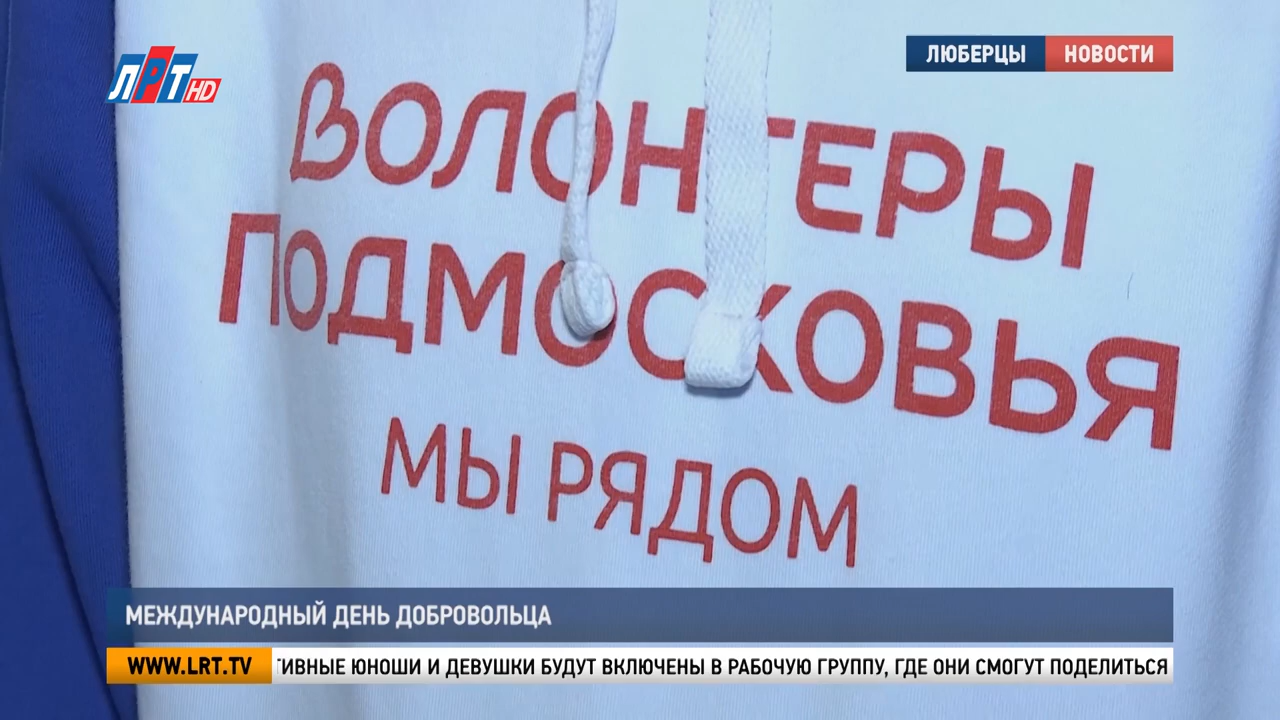 ЛРТ HD
ЛЮБЕРЦЫ НОВОСТИ
ВОЛОНТЕРЫ
ПОДМОСКОВЬЯ
МЫ РЯДОМ
МЕЖДУНАРОДНЫЙ ДЕНЬ ДОБРОВОЛЬЦА
WWW.LRT.TV ТИВНЫЕ ЮНОШИ И ДЕВУШКИ БУДУТ ВКЛЮЧЕНЫ В РАБОЧУЮ ГРУППУ, ГДЕ ОНИ СМОГУТ ПОДЕЛИТЬСЯ